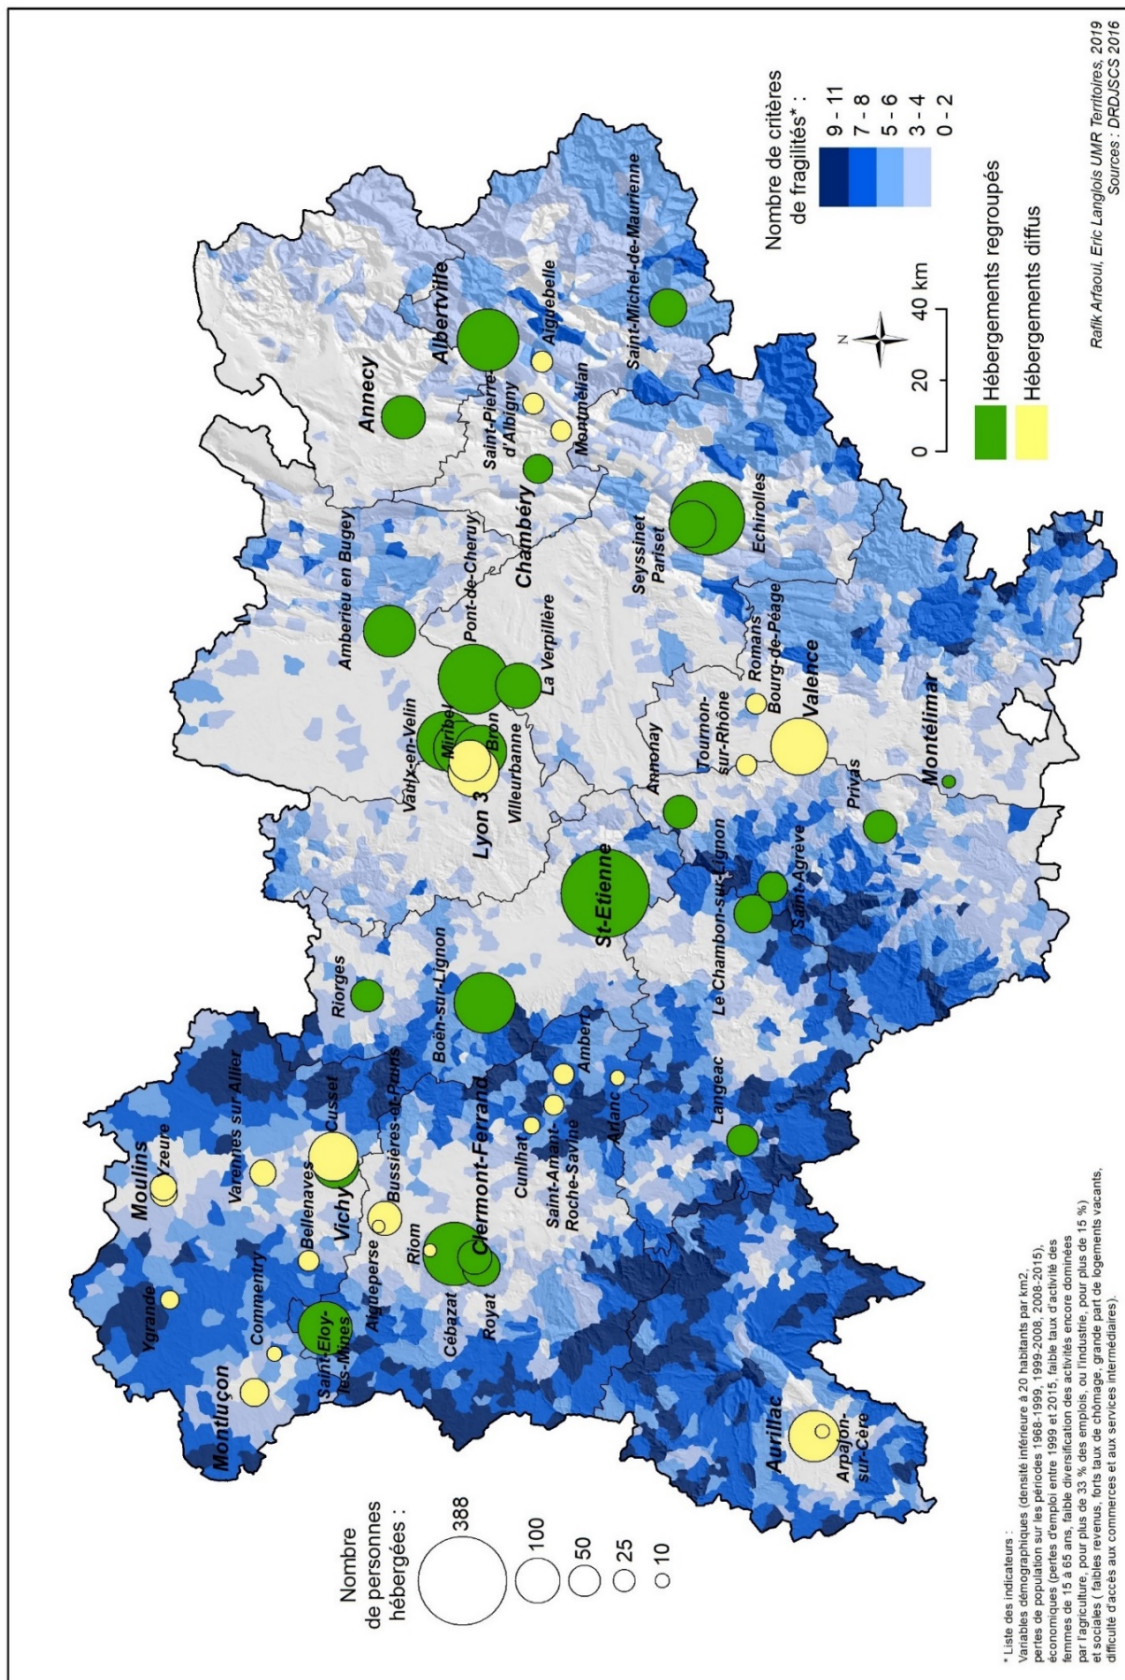 Nombre
de personnes
hébergées :
388
100
50
25
10
Montluçon
Commentry
Ygrande
Moulins
Yzeure
Varennes sur Allier
Bellenaves
Cusset
Vichy
Saint-Eloy-
les-Mines
Aigueperse
Bussières-et-Pruns
Riom
Cébazat
Royat
Clermont-Ferrand
Cunlhat
Saint-Amant-
Roche-Savine
Ambert
Arlanc
Aurillac
Arpajon-
sur-Cère
Langeac
Riorges
Boën-sur-Lignon
St-Etienne
Le Chambon-sur-Lignon
Saint-Agrève
Annonay
Tournon-
sur-Rhône
Romans
Bourg-de-Péage
Valence
Privas
Montélimar
Vaulx-en-Velin
Miribel
Bron
Lyon 3
Villeurbanne
Amberieu en Bugey
Pont-de-Cheruy
La Verpillère
Annecy
Albertville
Saint-Pierre-
d'Albigny
Aiguebelle
Montmélian
Chambéry
Saint-Michel-de-Maurienne
Seyssinet
Pariset
Echirolles
Nombre de critères
de fragilités* :
9 - 11
7 - 8
5 - 6
3 - 4
0 - 2
N
0 20 40 km
Hébergements regroupés
Hébergements diffus
* Liste des indicateurs :
Variables démographiques (densité inférieure à 20 habitants par km2,
pertes de population sur les périodes 1968-1999, 1999-2008, 2008-2015),
économiques (pertes d'emploi entre 1999 et 2015, faible taux d'activité des
femmes de 15 à 65 ans, faible diversification des activités encore dominées
par l'agriculture, pour plus de 33 % des emplois, ou l'industrie, pour plus de 15 %)
et sociales ( faibles revenus, forts taux de chômage, grande part de logements vacants,
difficulté d'accès aux commerces et aux services intermédiaires).
Rafik Arfaoui, Eric Langlois UMR Territoires, 2019
Sources : DRDJSCS 2016